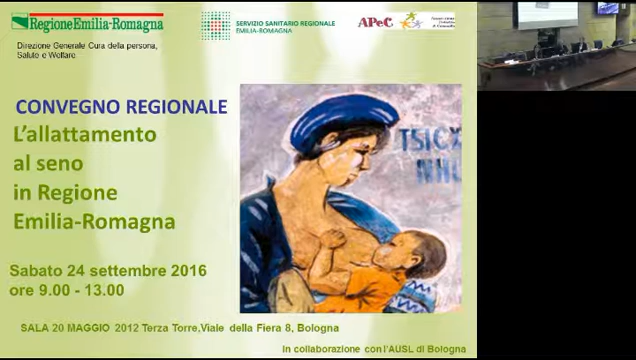 RegioneEmilia-Romagna
SERVIZIO SANITARIO REGIONALE
EMILIA-ROMAGNA
APeC
Direzione Generale Cura della persona,
Salute e Welfare
CONVEGNO REGIONALE
L'allattamento
al seno
in Regione
Emilia-Romagna
Sabato 24 settembre 2016
ore 9.00 - 13.00
SALA 20 MAGGIO 2012 Terza Torre,Viale della Fiera 8, Bologna
in collaborazione con l'AUSL di Bologna